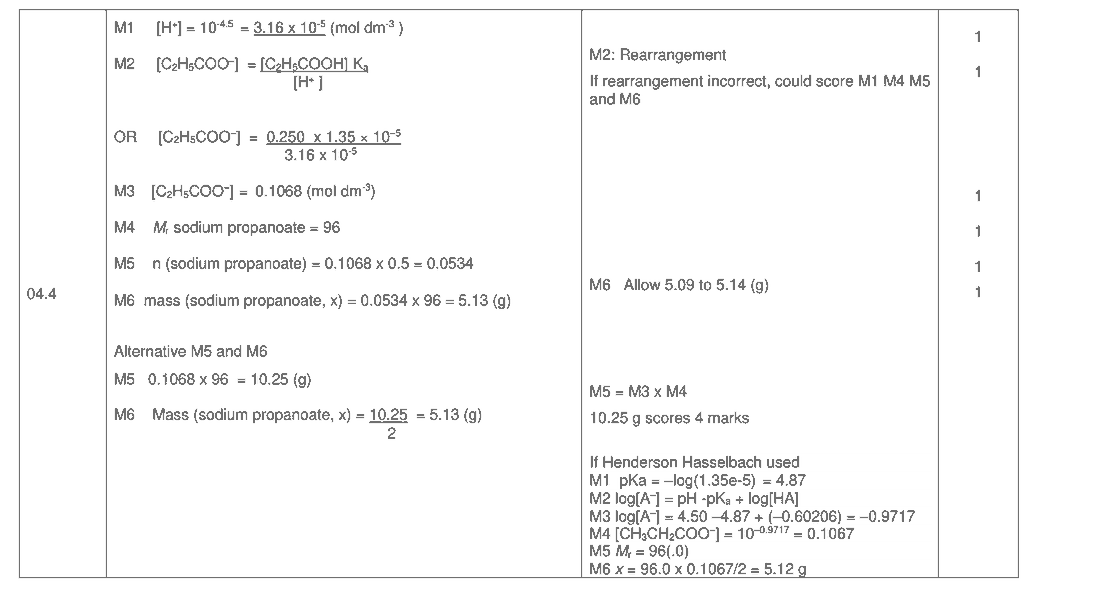 04.4
M1 [H⁺] = 10⁻⁴·⁵ = 3.16 x 10⁻⁵ (mol dm⁻³ )
M2 [C₂H₅COO⁻] = [C₂H₅COOH] Kₐ
[H⁺ ]
OR [C₂H₅COO⁻] = 0.250 x 1.35 × 10⁻⁵
3.16 x 10⁻⁵
M3 [C₂H₅COO⁻] = 0.1068 (mol dm⁻³)
M4 Mᵣ sodium propanoate = 96
M5 n (sodium propanoate) = 0.1068 x 0.5 = 0.0534
M6 mass (sodium propanoate, x) = 0.0534 x 96 = 5.13 (g)
Alternative M5 and M6
M5 0.1068 x 96 = 10.25 (g)
M6 Mass (sodium propanoate, x) = 10.25 = 5.13 (g)
2
M2: Rearrangement
If rearrangement incorrect, could score M1 M4 M5
and M6
M6 Allow 5.09 to 5.14 (g)
M5 = M3 x M4
10.25 g scores 4 marks
If Henderson Hasselbach used
M1 pKa = –log(1.35e-5) = 4.87
M2 log[A⁻] = pH -pKₐ + log[HA]
M3 log[A⁻] = 4.50 –4.87 + (–0.60206) = –0.9717
M4 [CH₃CH₂COO⁻] = 10⁻⁰·⁹⁷¹⁷ = 0.1067
M5 Mᵣ = 96(.0)
M6 x = 96.0 x 0.1067/2 = 5.12 g
1
1
1
1
1
1